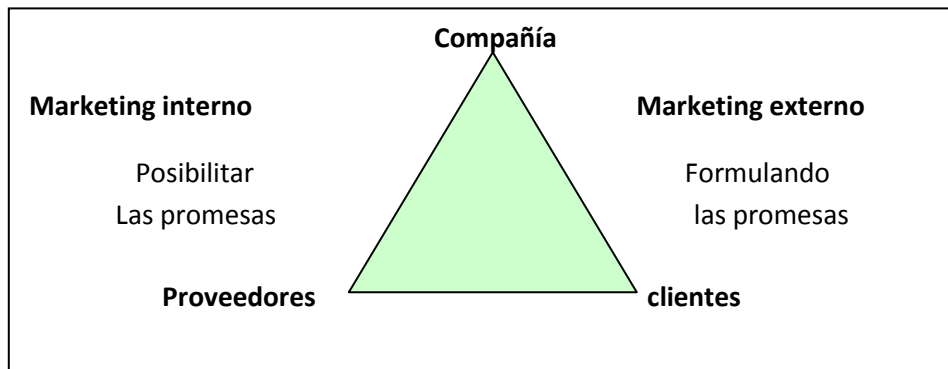 Compañía
Marketing interno
Marketing externo
Posibilitar
Las promesas
Formulando
las promesas
Proveedores
clientes